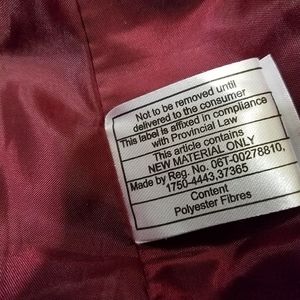 Not to be removed until
delivered to the consumer
This label is affixed in compliance
with Provincial Law
This article contains
NEW MATERIAL ONLY
Made by Reg. No. 06T-00278810,
1750-4443,37365
Content
Polyester Fibres